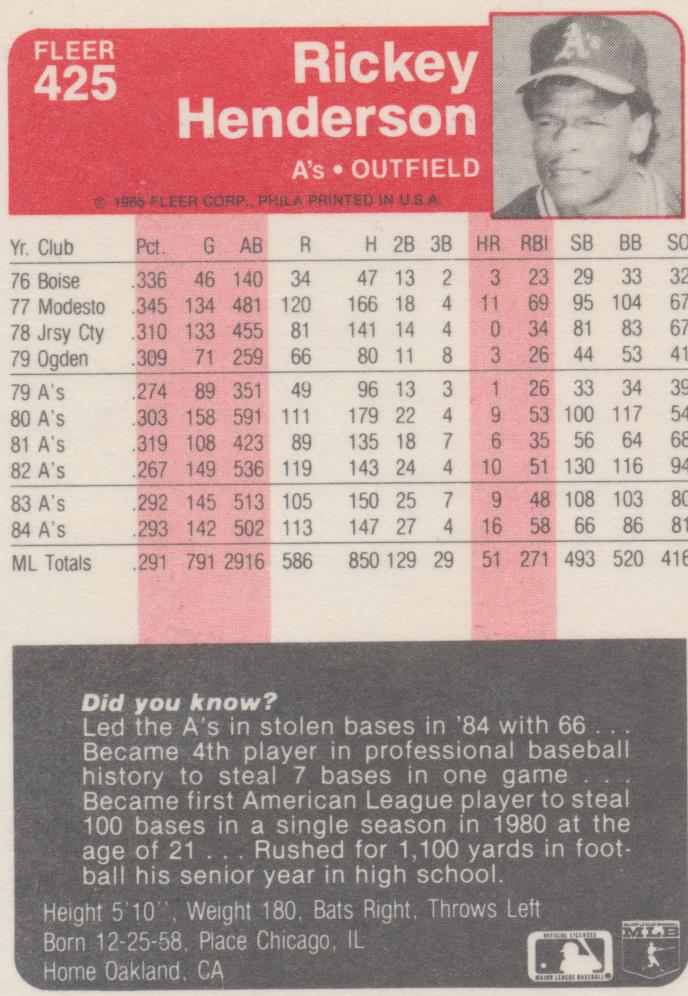 FLEER
425
Rickey
Henderson
A's • OUTFIELD
© 1985 FLEER CORP., PHILA PRINTED IN U.S.A.
Yr. Club Pct. G AB R H 2B 3B HR RBI SB BB SO
76 Boise .336 46 140 34 47 13 2 3 23 29 33 32
77 Modesto .345 134 481 120 166 18 4 11 69 95 104 67
78 Jrsy Cty .310 133 455 81 141 14 4 0 34 81 83 67
79 Ogden .309 71 259 66 80 11 8 3 26 44 53 41
79 A's .274 89 351 49 96 13 3 1 26 33 34 39
80 A's .303 158 591 111 179 22 4 9 53 100 117 54
81 A's .319 108 423 89 135 18 7 6 35 56 64 68
82 A's .267 149 536 119 143 24 4 10 51 130 116 94
83 A's .292 145 513 105 150 25 7 9 48 108 103 80
84 A's .293 142 502 113 147 27 4 16 58 66 86 81
ML Totals .291 791 2916 586 850 129 29 51 271 493 520 416
Did you know?
Led the A's in stolen bases in '84 with 66 . . .
Became 4th player in professional baseball
history to steal 7 bases in one game . . .
Became first American League player to steal
100 bases in a single season in 1980 at the
age of 21 . . . Rushed for 1,100 yards in foot-
ball his senior year in high school.
Height 5'10'', Weight 180, Bats Right, Throws Left
Born 12-25-58, Place Chicago, IL
Home Oakland, CA
OFFICIAL LICENSEE
MAJOR LEAGUE BASEBALL
MAJOR LEAGUE BASEBALL
MLB
A's